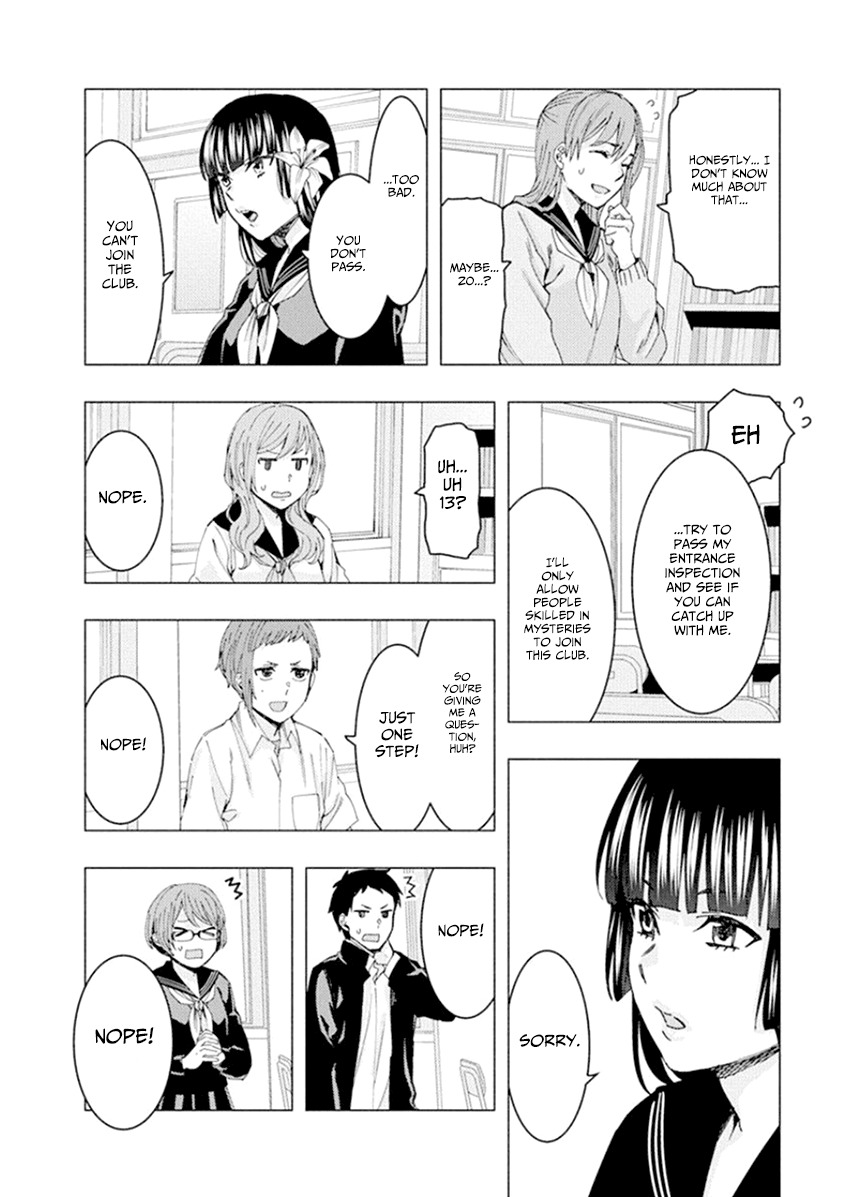 HONESTLY... I
DON'T KNOW
MUCH ABOUT
THAT...
MAYBE...
20...?
...TOO
BAD.
YOU
DON'T
PASS.
YOU
CAN'T
JOIN
THE
CLUB.
EH
...TRY TO
PASS MY
ENTRANCE
INSPECTION
AND SEE IF
YOU CAN
CATCH UP
WITH ME.
I'LL
ONLY
ALLOW
PEOPLE
SKILLED IN
MYSTERIES
TO JOIN
THIS CLUB.
UH...
UH
13?
NOPE.
SO
YOU'RE
GIVING
ME A
QUES-
TION,
HUH?
JUST
ONE
STEP!
NOPE!
SORRY.
NOPE!
NOPE!